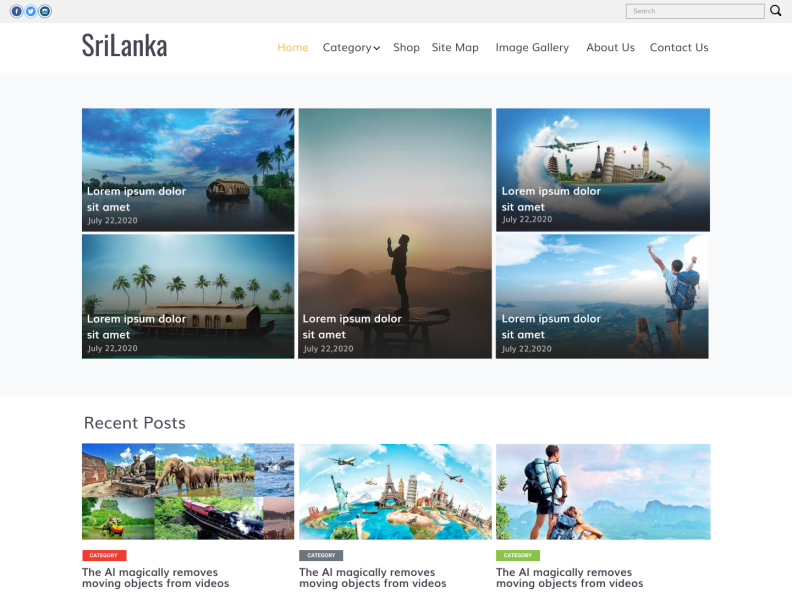 Search
SriLanka
Home Category Shop Site Map Image Gallery About Us Contact Us
Lorem ipsum dolor
sit amet
July 22,2020
Lorem ipsum dolor
sit amet
July 22,2020
Lorem ipsum dolor
sit amet
July 22,2020
Lorem ipsum dolor
sit amet
July 22,2020
Lorem ipsum dolor
sit amet
July 22,2020
Recent Posts
CATEGORY
The AI magically removes
moving objects from videos
CATEGORY
The AI magically removes
moving objects from videos
CATEGORY
The AI magically removes
moving objects from videos